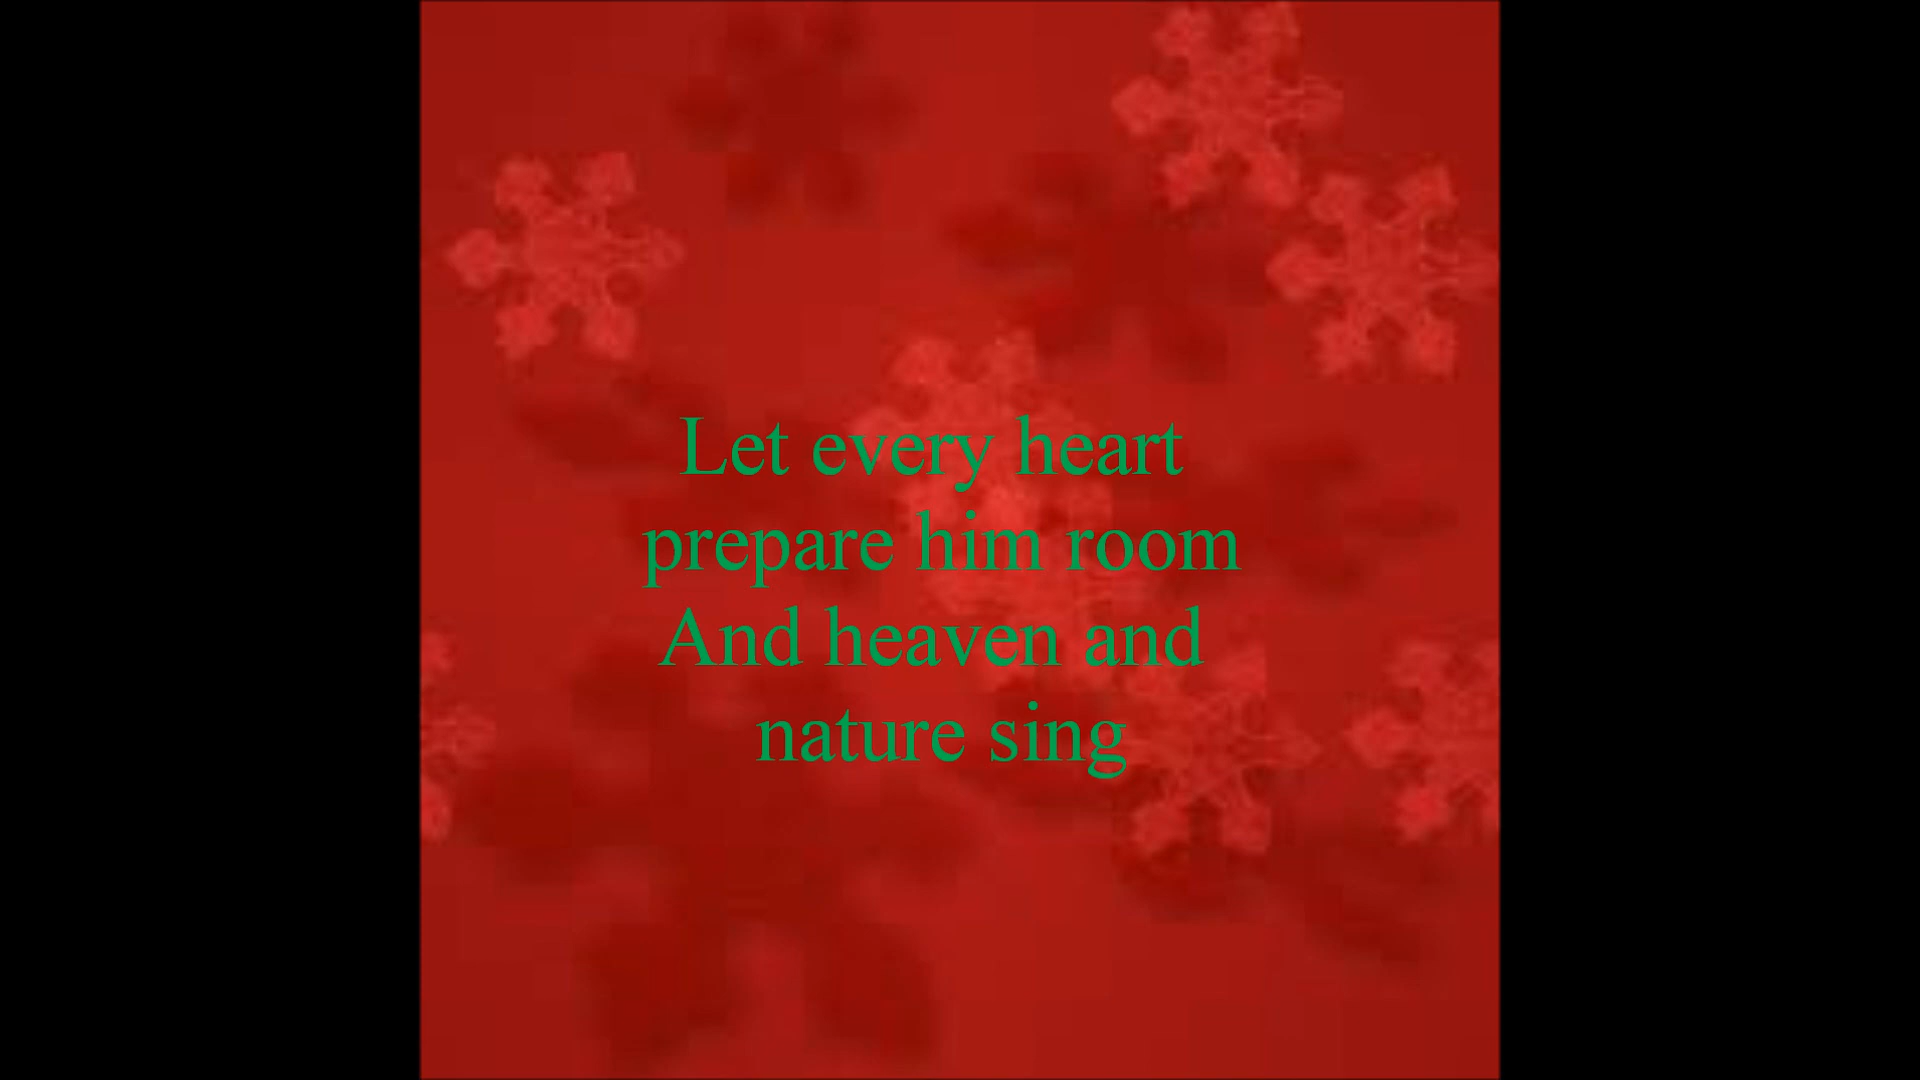 Let every heart
prepare him room
And heaven and
nature sing